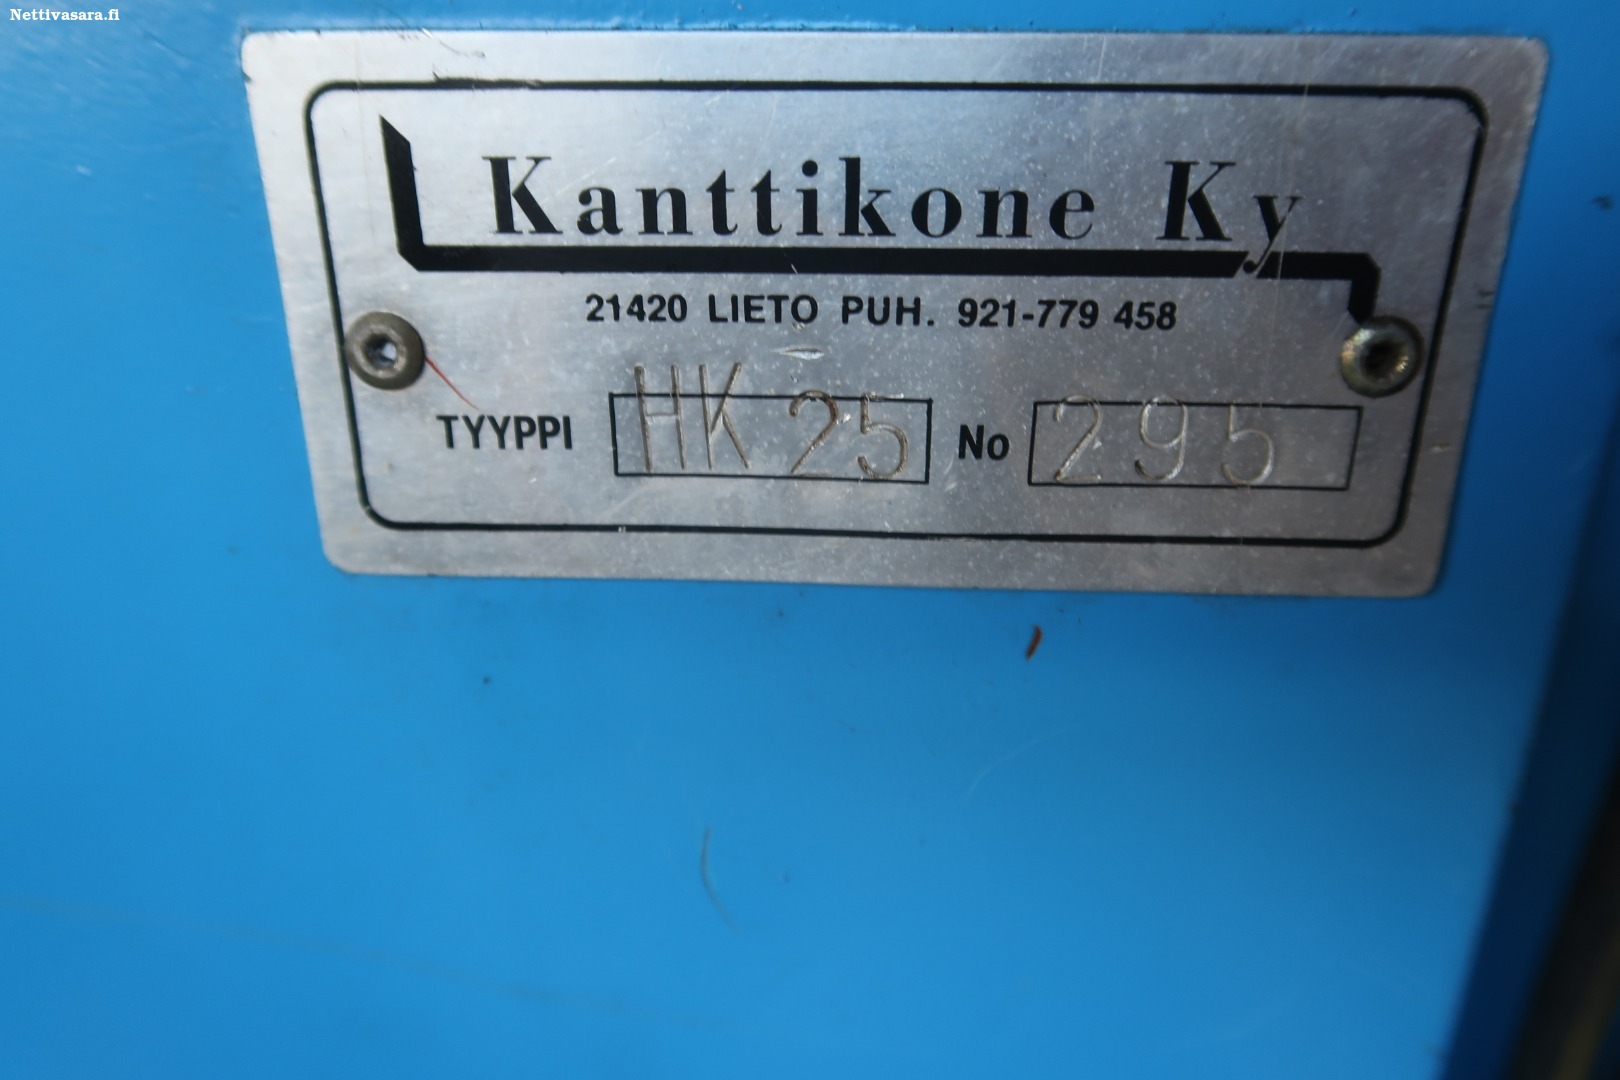 Nettivasara.fi
Kanttikone Ky
21420 LIETO PUH. 921-779 458
TYYPPI HK 25 No 295